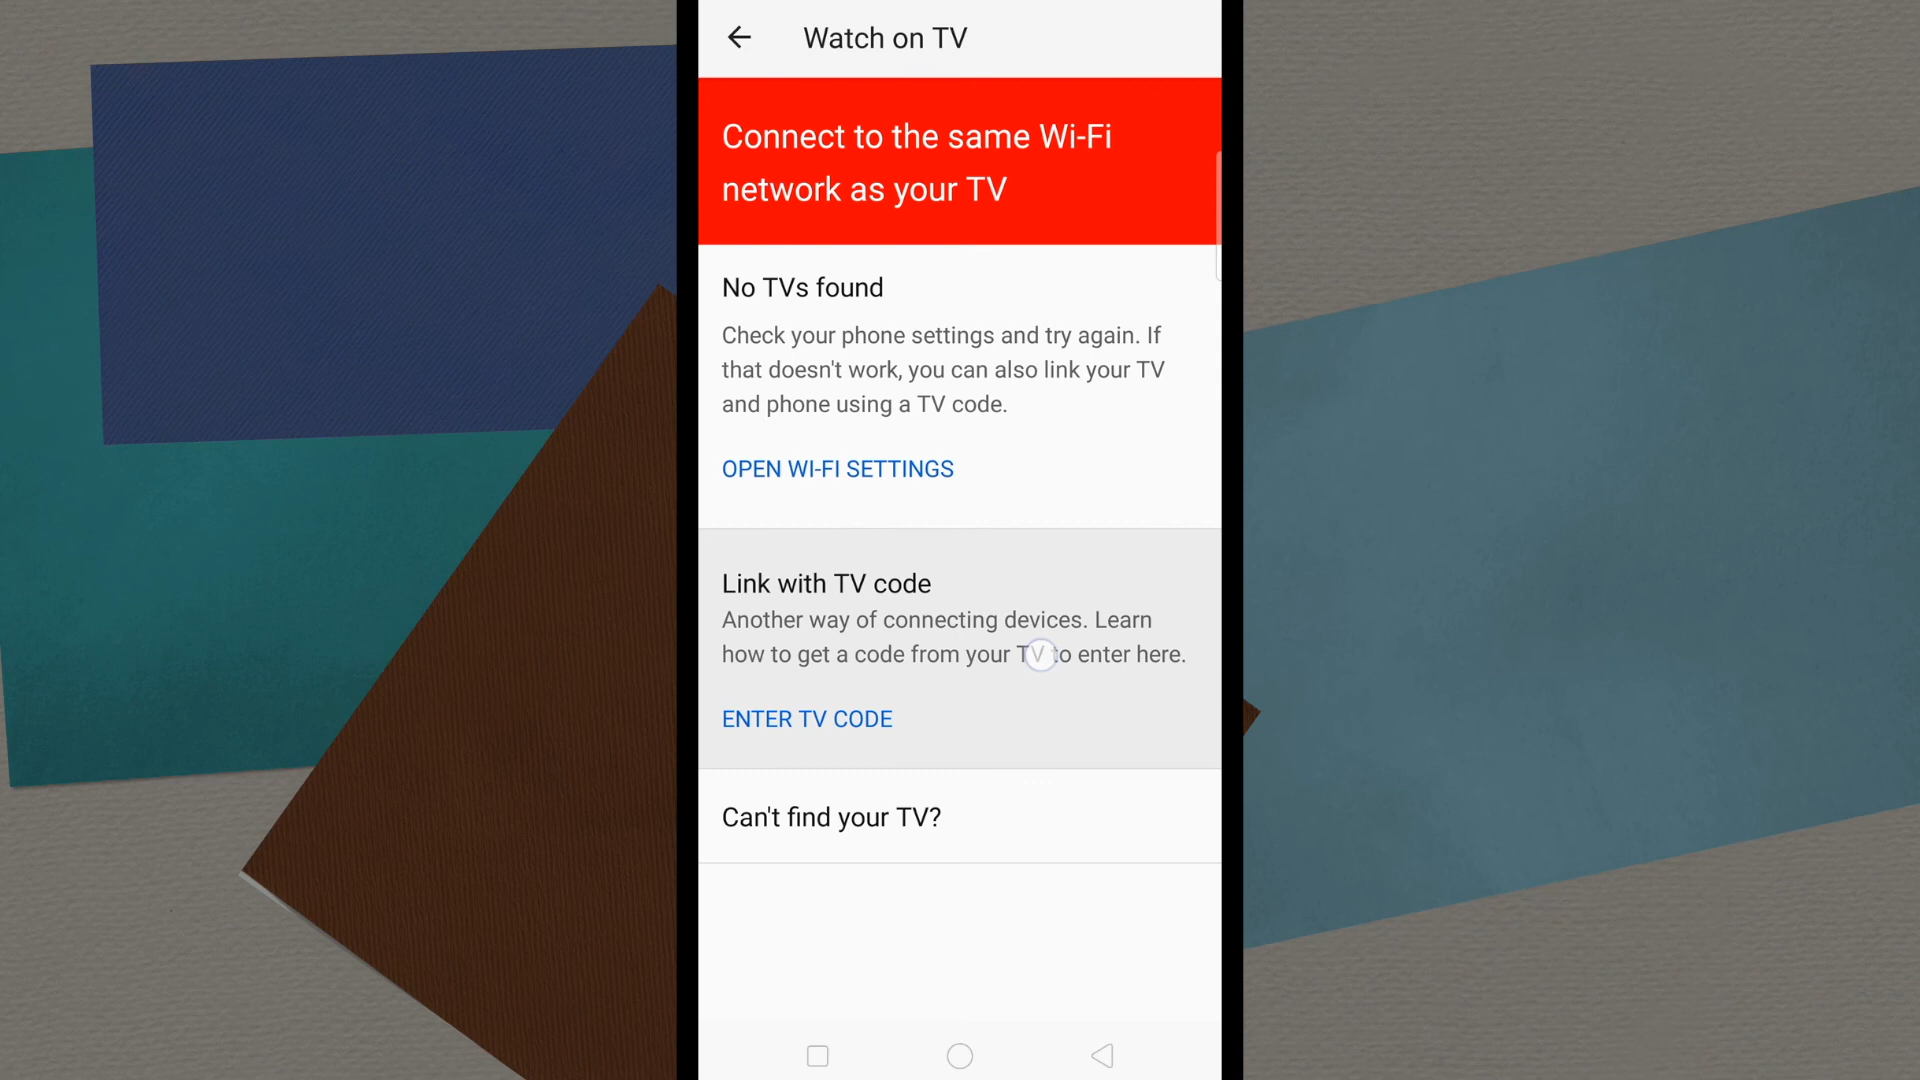 Watch on TV
Connect to the same Wi-Fi
network as your TV
No TVs found
Check your phone settings and try again. If
that doesn't work, you can also link your TV
and phone using a TV code.
OPEN WI-FI SETTINGS
Link with TV code
Another way of connecting devices. Learn
how to get a code from your TV to enter here.
ENTER TV CODE
Can't find your TV?